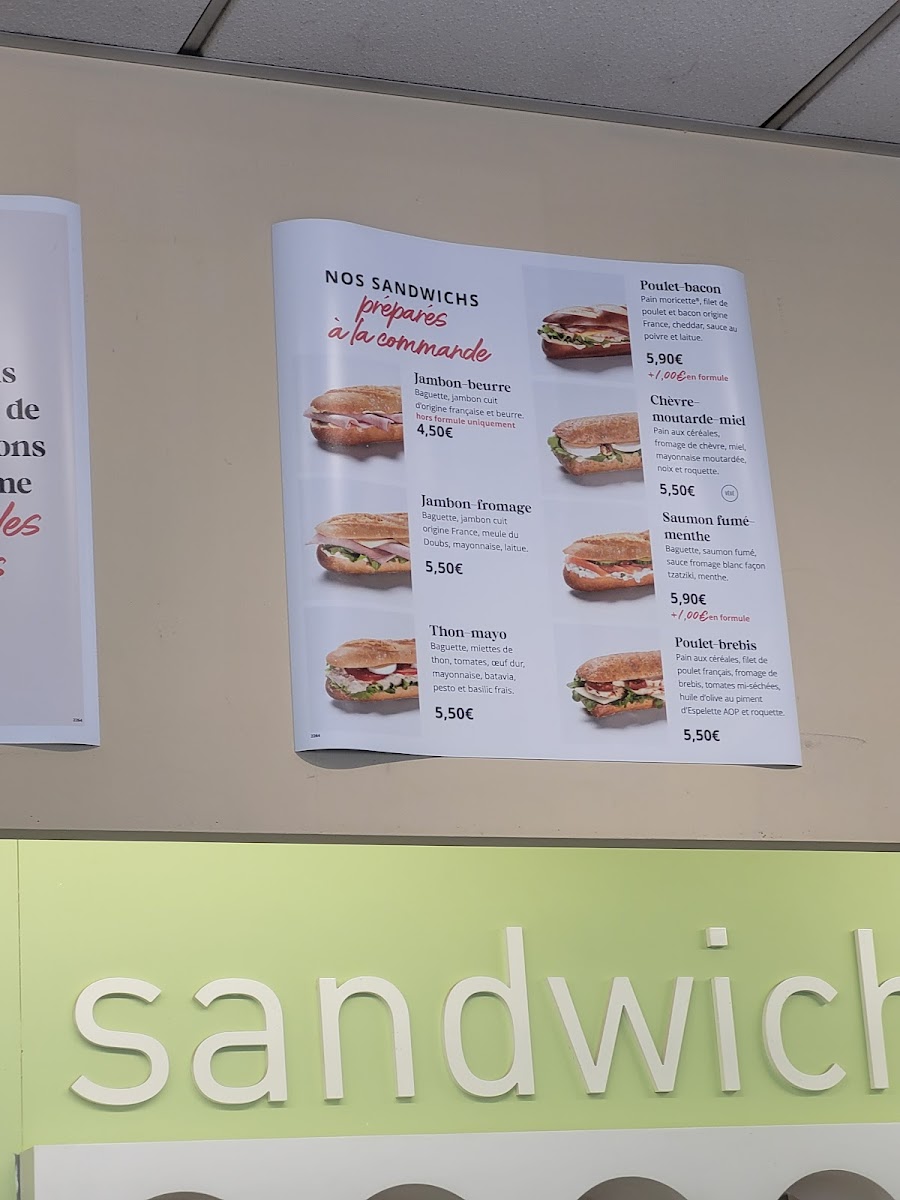 s
de
ons
me
les
s
2264
NOS SANDWICHS
préparés
à la commande
Jambon-beurre
Baguette, jambon cuit
d'origine française et beurre.
hors formule uniquement
4,50€
Jambon-fromage
Baguette, jambon cuit
origine France, meule du
Doubs, mayonnaise, laitue.
5,50€
Thon-mayo
Baguette, miettes de
thon, tomates, œuf dur,
mayonnaise, batavia,
pesto et basilic frais.
5,50€
Poulet-bacon
Pain moricette®, filet de
poulet et bacon origine
France, cheddar, sauce au
poivre et laitue.
5,90€
+1,00€ en formule
Chèvre-
moutarde-miel
Pain aux céréales,
fromage de chèvre, miel,
mayonnaise moutardée,
noix et roquette.
5,50€
Saumon fumé-
menthe
Baguette, saumon fumé,
sauce fromage blanc façon
tzatziki, menthe.
5,90€
+1,00€ en formule
Poulet-brebis
Pain aux céréales, filet de
poulet français, fromage de
brebis, tomates mi-séchées,
huile d'olive au piment
d'Espelette AOP et roquette.
5,50€
sandwich